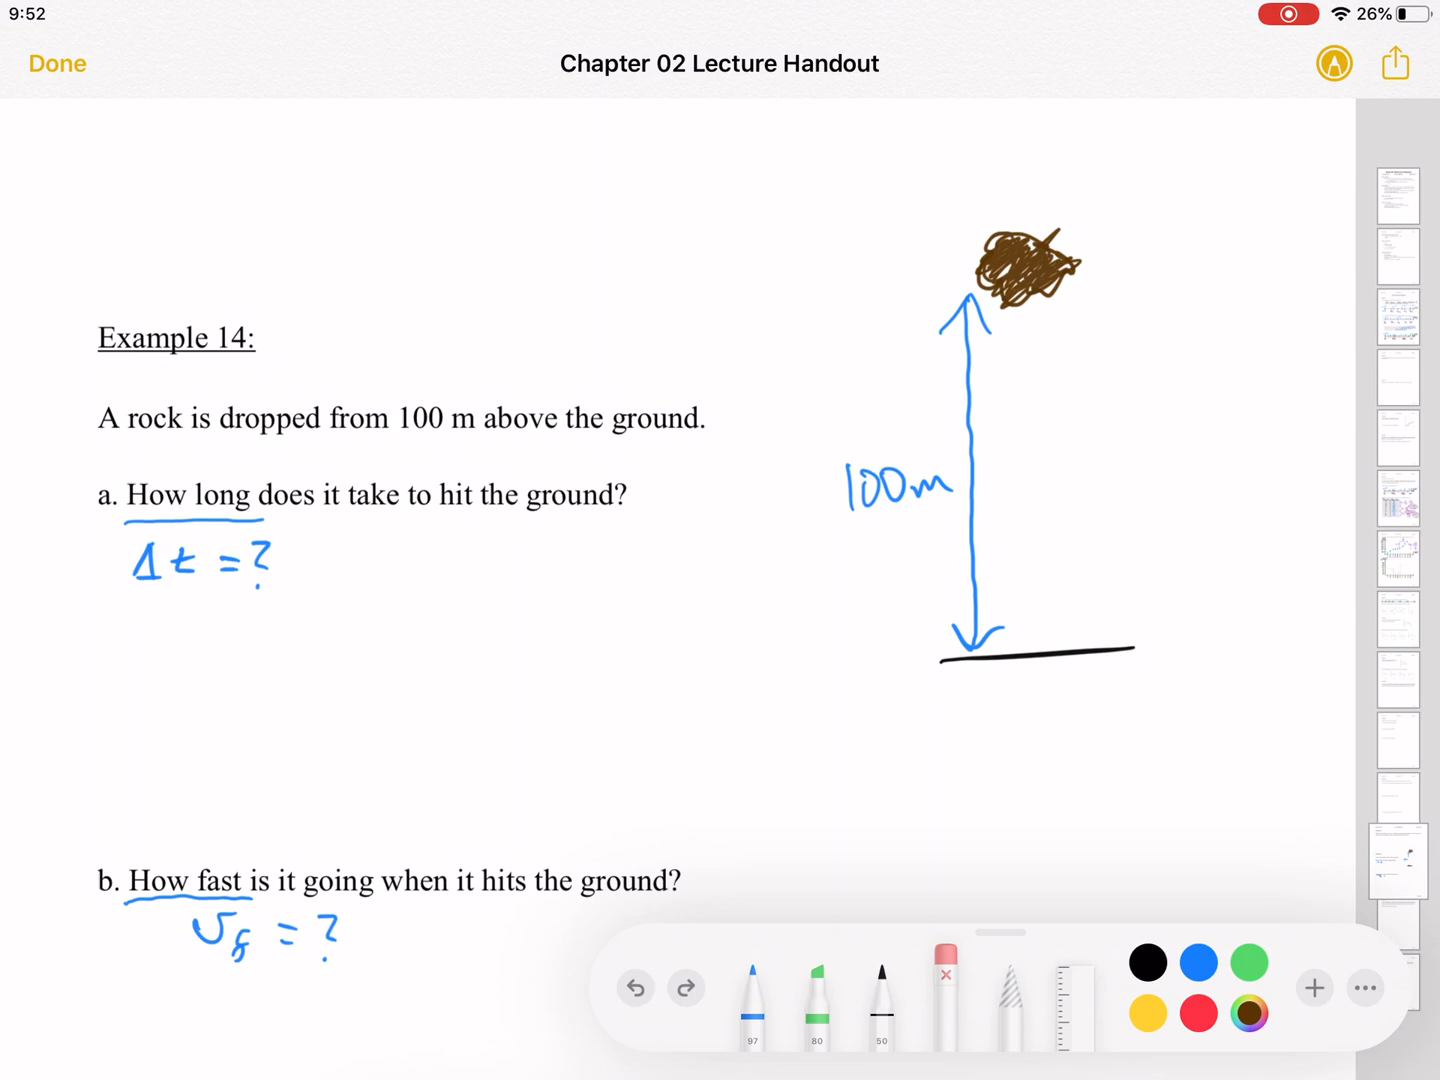 9:52
26%
Done
Chapter 02 Lecture Handout
Example 14:
A rock is dropped from 100 m above the ground.
a. How long does it take to hit the ground?
Δt = ?
100m
b. How fast is it going when it hits the ground?
vf = ?
97
80
50